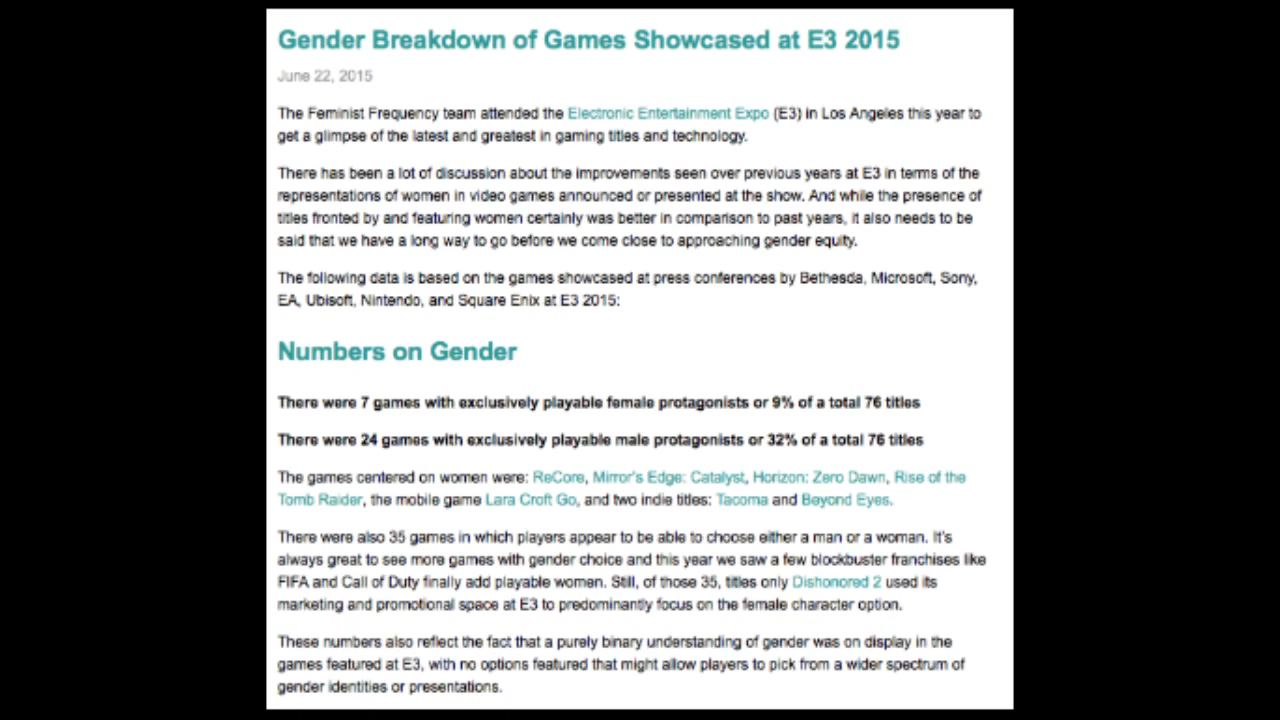 Gender Breakdown of Games Showcased at E3 2015
June 22, 2015
The Feminist Frequency team attended the Electronic Entertainment Expo (E3) in Los Angeles this year to
get a glimpse of the latest and greatest in gaming titles and technology.
There has been a lot of discussion about the improvements seen over previous years at E3 in terms of the
representations of women in video games announced or presented at the show. And while the presence of
titles fronted by and featuring women certainly was better in comparison to past years, it also needs to be
said that we have a long way to go before we come close to approaching gender equity.
The following data is based on the games showcased at press conferences by Bethesda, Microsoft, Sony,
EA, Ubisoft, Nintendo, and Square Enix at E3 2015:
Numbers on Gender
There were 7 games with exclusively playable female protagonists or 9% of a total 76 titles
There were 24 games with exclusively playable male protagonists or 32% of a total 76 titles
The games centered on women were: ReCore, Mirror's Edge: Catalyst, Horizon: Zero Dawn, Rise of the
Tomb Raider, the mobile game Lara Croft Go, and two indie titles: Tacoma and Beyond Eyes.
There were also 35 games in which players appear to be able to choose either a man or a woman. It's
always great to see more games with gender choice and this year we saw a few blockbuster franchises like
FIFA and Call of Duty finally add playable women. Still, of those 35, titles only Dishonored 2 used its
marketing and promotional space at E3 to predominantly focus on the female character option.
These numbers also reflect the fact that a purely binary understanding of gender was on display in the
games featured at E3, with no options featured that might allow players to pick from a wider spectrum of
gender identities or presentations.